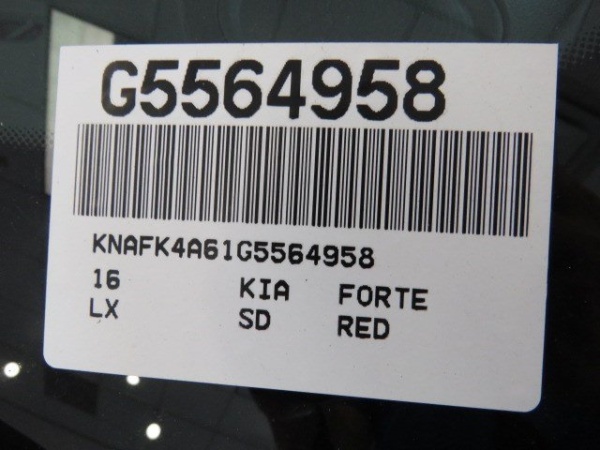 G5564958
KNAFK4A61G5564958
16 KIA FORTE
LX SD RED